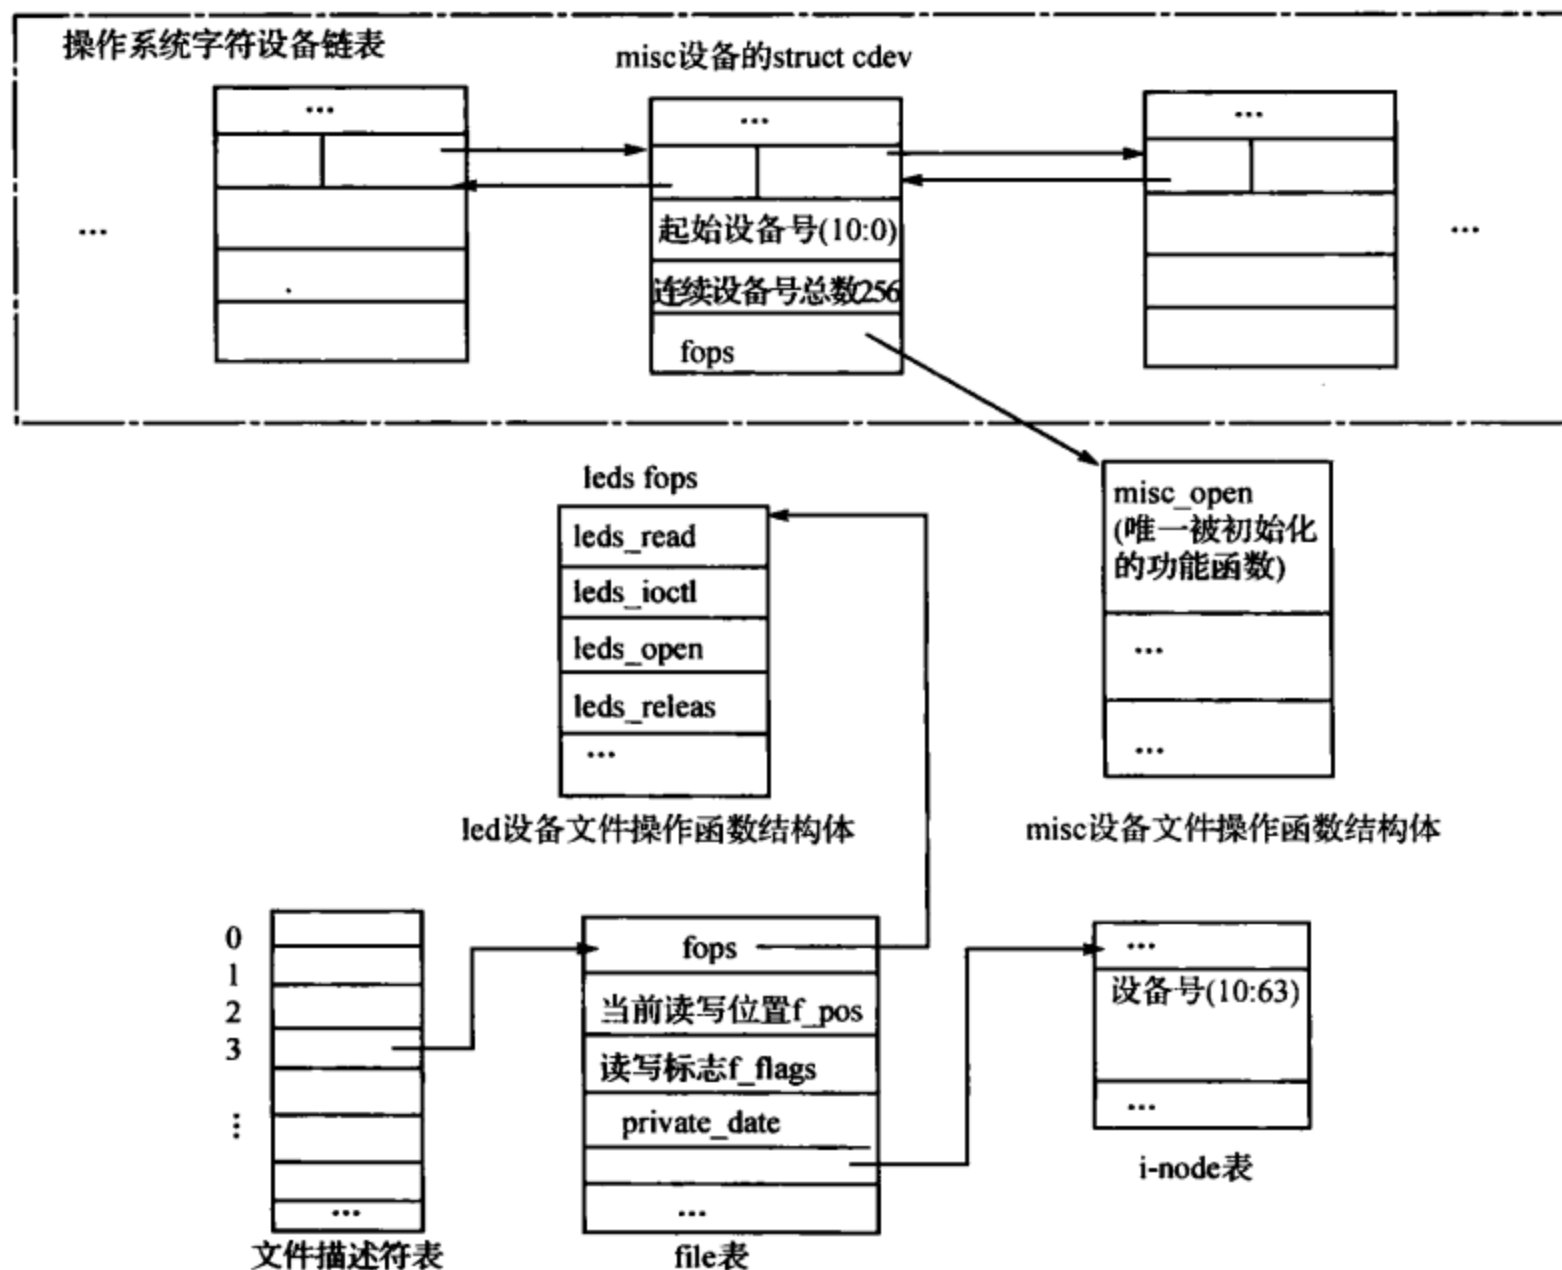 操作系统字符设备链表
misc设备的struct cdev
...
...
...
起始设备号(10:0)
...
...
连续设备号总数256
fops
leds fops
misc_open
(唯一被初始化
的功能函数)
leds_read
leds_ioctl
leds_open
...
leds_releas
...
...
led设备文件操作函数结构体
misc设备文件操作函数结构体
0
1
2
3
...
...
文件描述符表
fops
当前读写位置f_pos
读写标志f_flags
private_date
...
file表
...
设备号(10:63)
...
i-node表